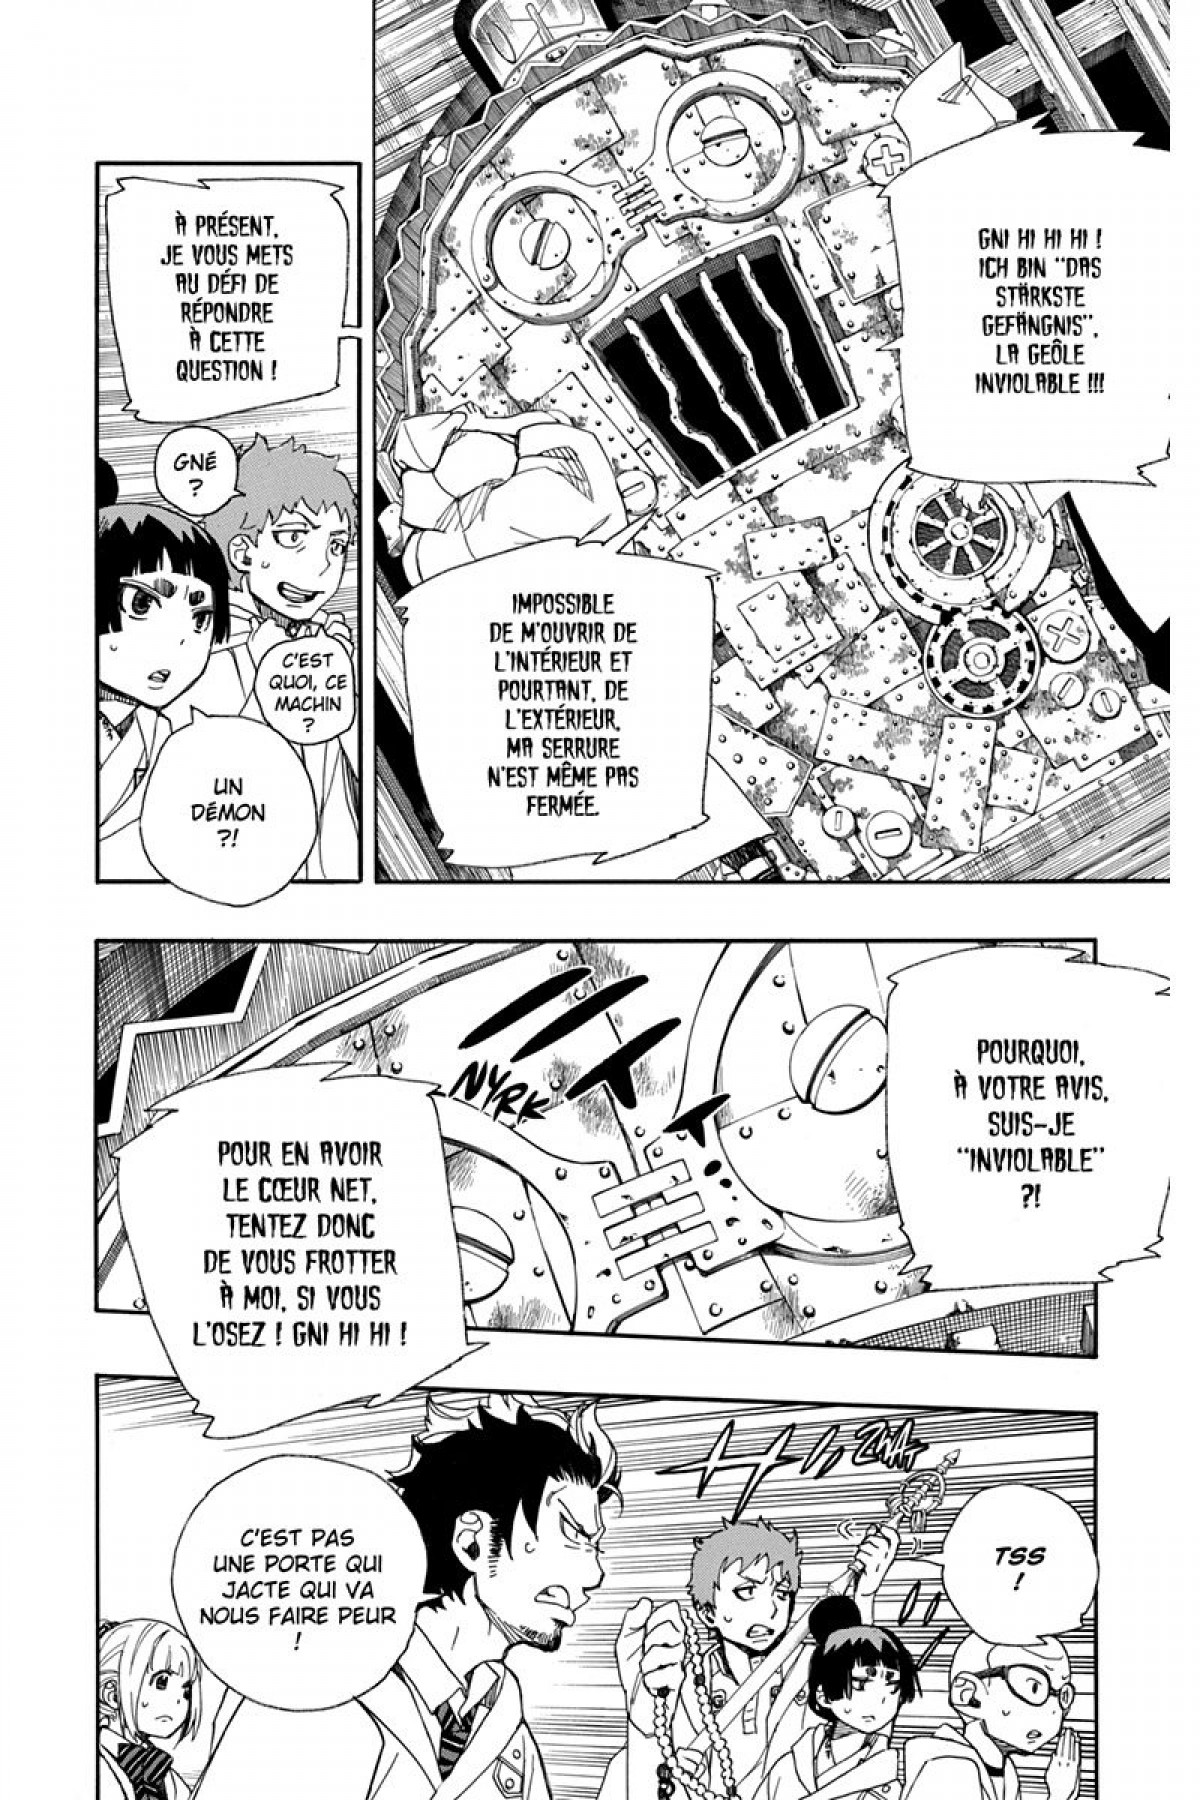 GNI HI HI HI !
ICH BIN "DAS
STÄRKSTE
GEFÄNGNIS",
LA GEÔLE
INVIOLABLE !!!
IMPOSSIBLE
DE M'OUVRIR DE
L'INTÉRIEUR ET
POURTANT, DE
L'EXTÉRIEUR,
MA SERRURE
N'EST MÊME PAS
FERMÉE.
À PRÉSENT,
JE VOUS METS
AU DÉFI DE
RÉPONDRE
À CETTE
QUESTION !
GNÉ
?
C'EST
QUOI, CE
MACHIN
?
UN
DÉMON
?!
POURQUOI,
À VOTRE AVIS,
SUIS-JE
"INVIOLABLE"
?!
NYRK
POUR EN AVOIR
LE CŒUR NET,
TENTEZ DONC
DE VOUS FROTTER
À MOI, SI VOUS
L'OSEZ ! GNI HI HI !
TSS
!
C'EST PAS
UNE PORTE QUI
JACTE QUI VA
NOUS FAIRE PEUR
!